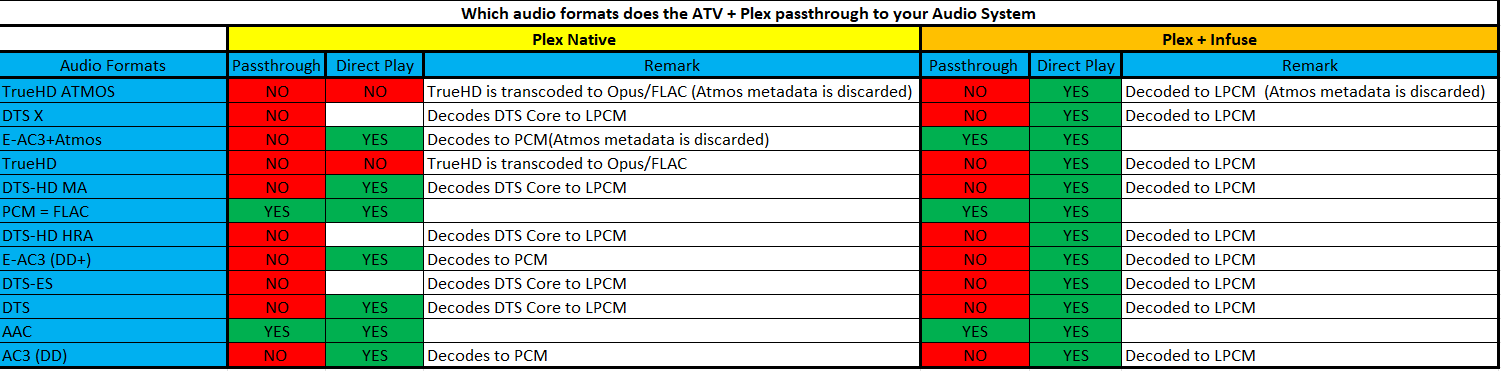 Which audio formats does the ATV + Plex passthrough to your Audio System
Plex Native Plex + Infuse
Audio Formats Passthrough Direct Play Remark Passthrough Direct Play Remark
TrueHD ATMOS NO NO TrueHD is transcoded to Opus/FLAC (Atmos metadata is discarded) NO YES Decoded to LPCM (Atmos metadata is discarded)
DTS X NO Decodes DTS Core to LPCM NO YES Decoded to LPCM
E-AC3+Atmos NO YES Decodes to PCM(Atmos metadata is discarded) YES YES
TrueHD NO NO TrueHD is transcoded to Opus/FLAC NO YES Decoded to LPCM
DTS-HD MA NO YES Decodes DTS Core to LPCM NO YES Decoded to LPCM
PCM = FLAC YES YES YES YES
DTS-HD HRA NO Decodes DTS Core to LPCM NO YES Decoded to LPCM
E-AC3 (DD+) NO YES Decodes to PCM NO YES Decoded to LPCM
DTS-ES NO Decodes DTS Core to LPCM NO YES Decoded to LPCM
DTS NO YES Decodes DTS Core to LPCM NO YES Decoded to LPCM
AAC YES YES YES YES
AC3 (DD) NO YES Decodes to PCM NO YES Decoded to LPCM